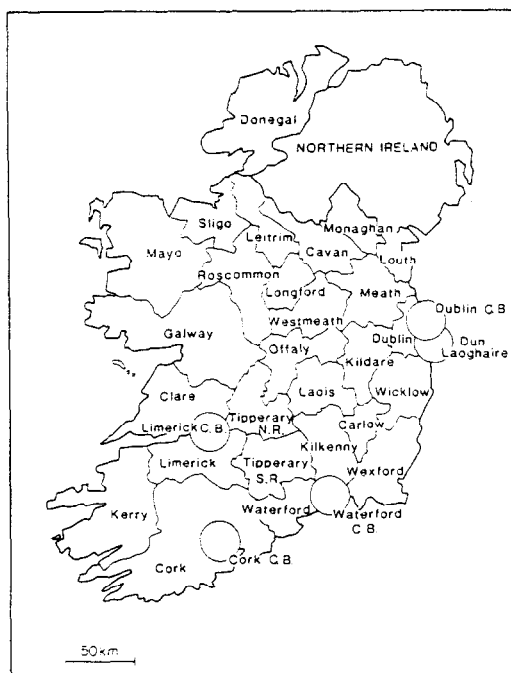 Donegal
NORTHERN IRELAND
Sligo
Leitrim
Monaghan
Cavan
Louth
Mayo
Roscommon
Longford
Meath
Dublin C.B.
Westmeath
Galway
Dublin
Dun
Laoghaire
Offaly
Kildare
Clare
Laois
Wicklow
Tipperary
N.R.
Carlow
Limerick C.B.
Kilkenny
Limerick
Tipperary
S.R.
Wexford
Kerry
Waterford
Waterford
C.B.
Cork
Cork C.B.
50km